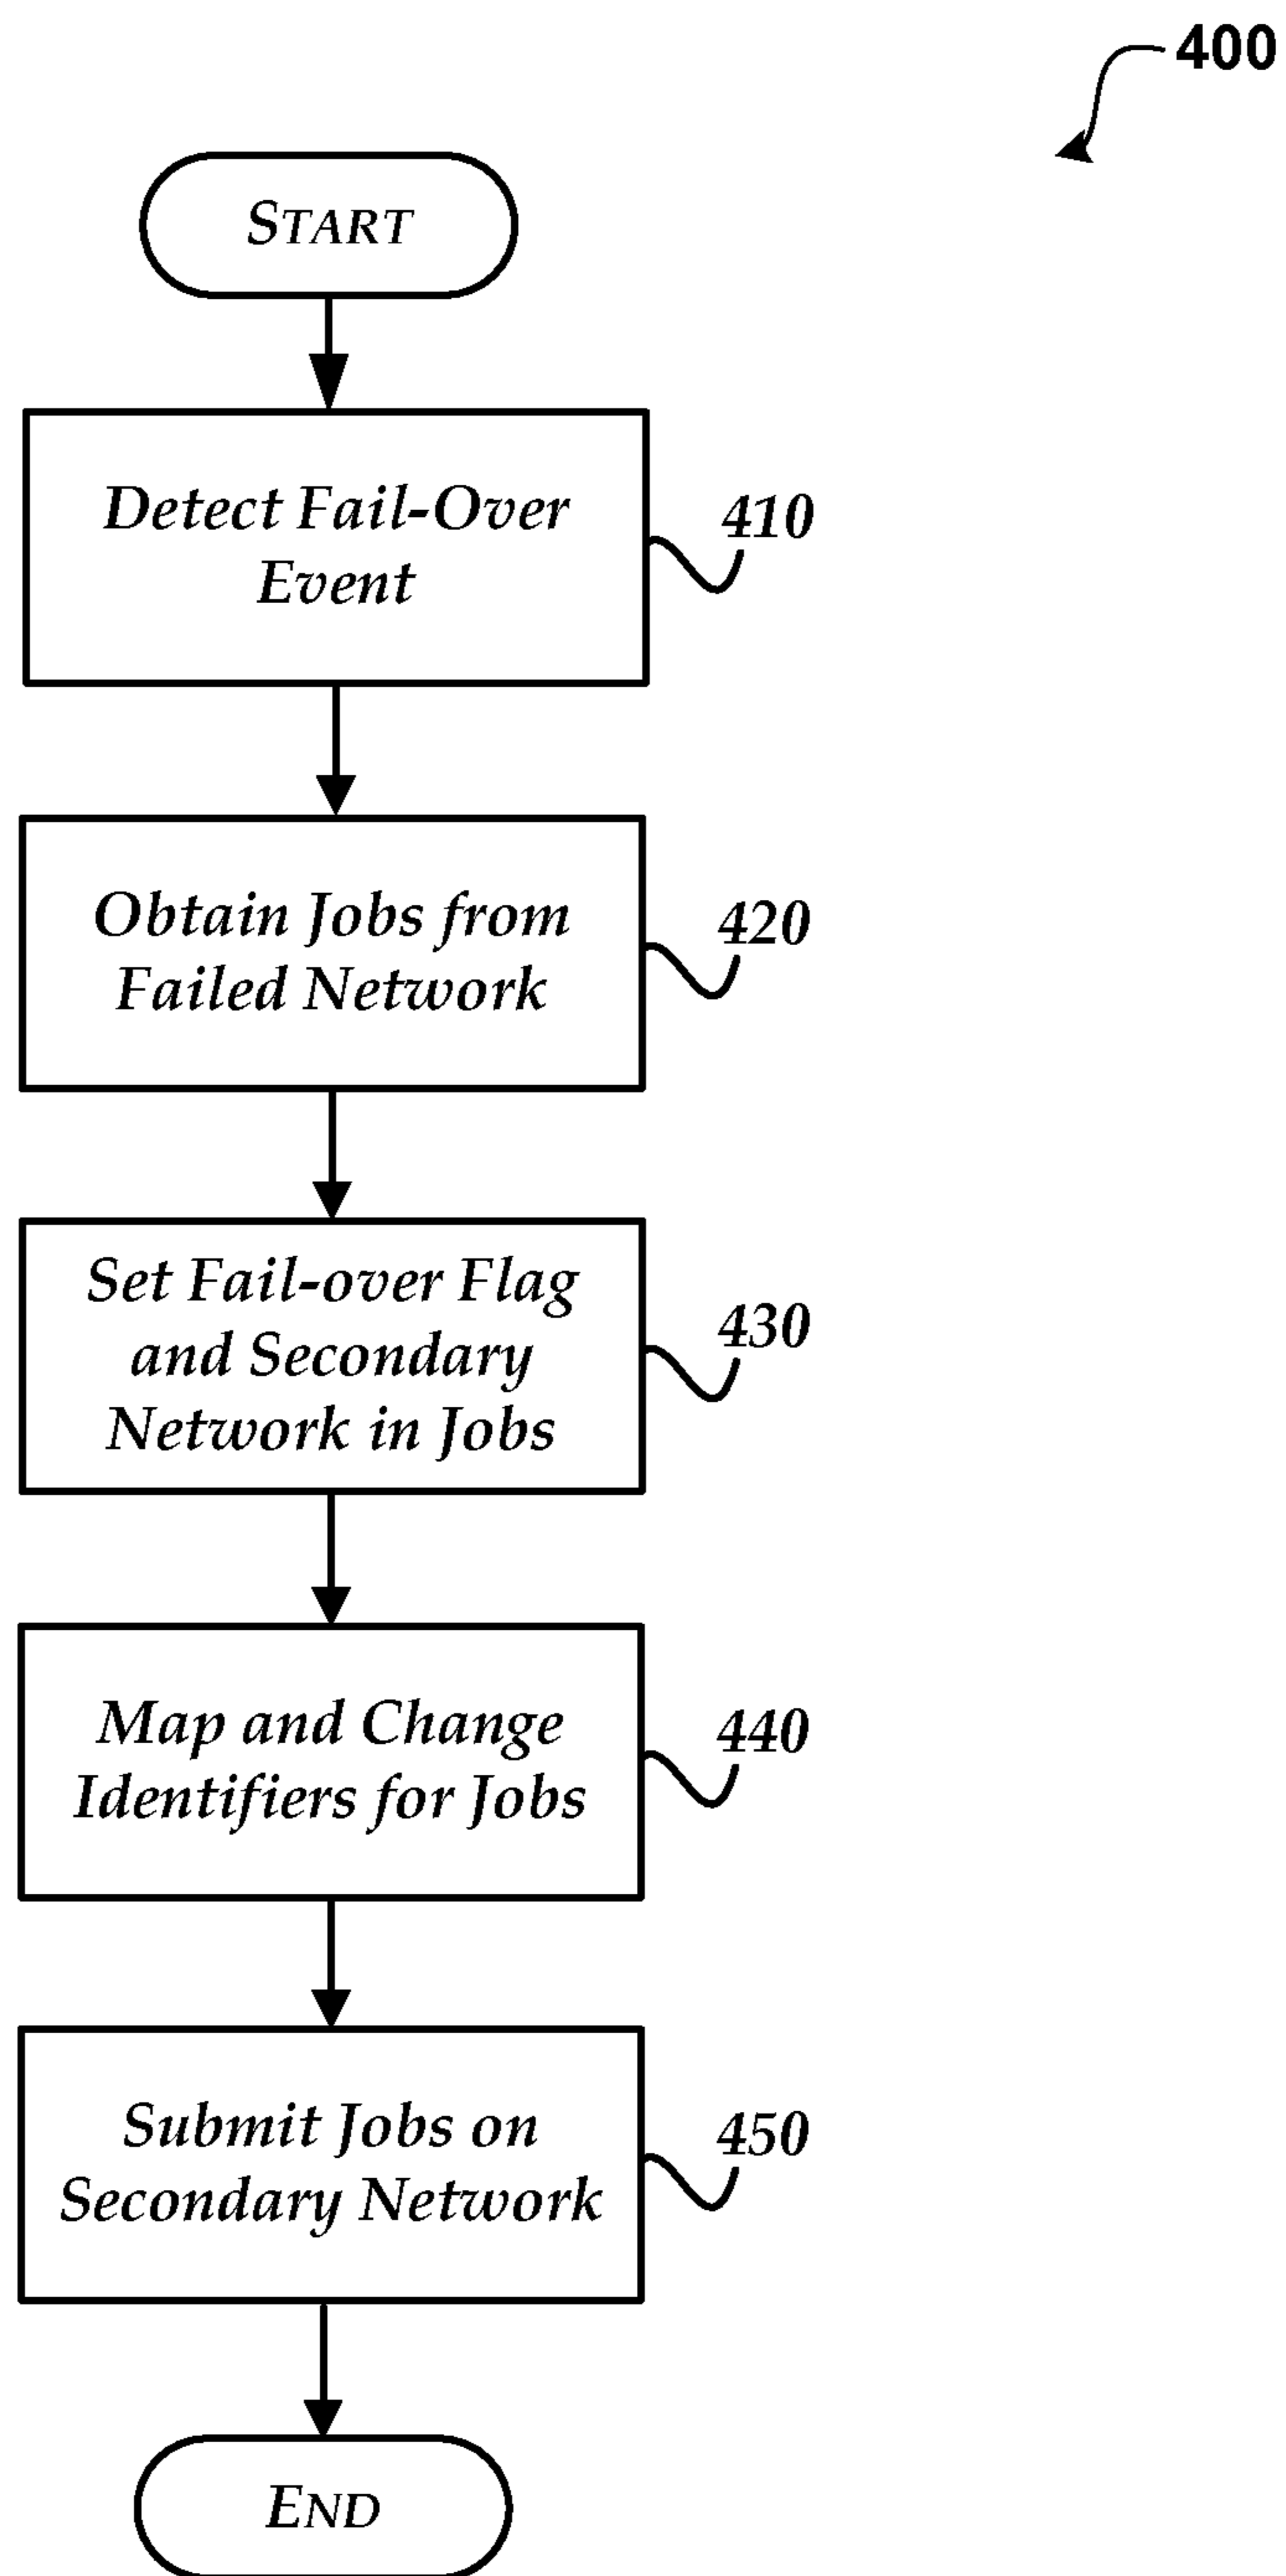 400
START
Detect Fail-Over
Event
410
Obtain Jobs from
Failed Network
420
Set Fail-over Flag
and Secondary
Network in Jobs
430
Map and Change
Identifiers for Jobs
440
Submit Jobs on
Secondary Network
450
END